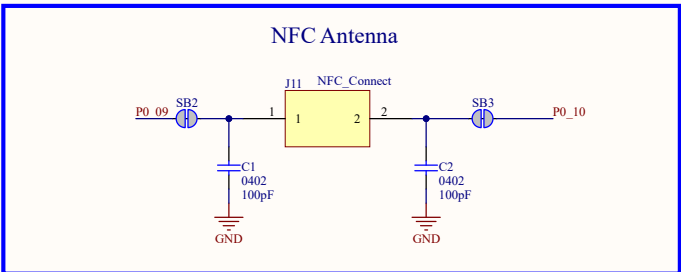 NFC Antenna
J11 NFC_Connect
P0_09 SB2 1 1 2 2 SB3 P0_10
C1
0402
100pF
C2
0402
100pF
GND
GND